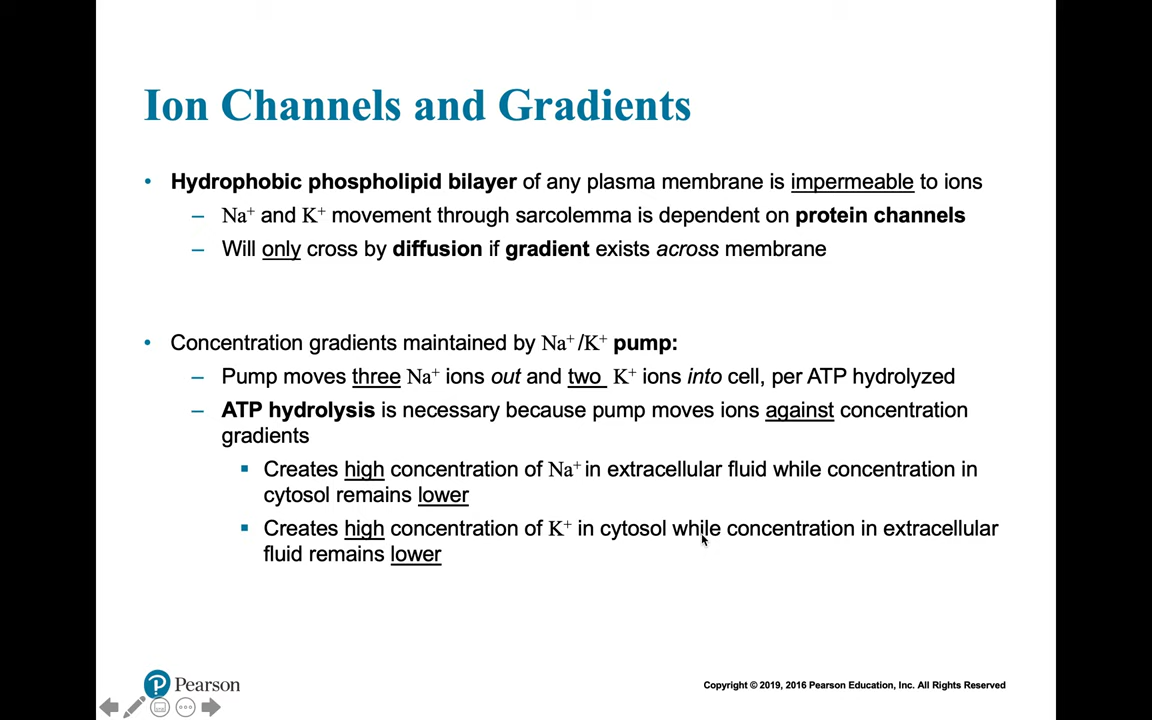 Ion Channels and Gradients
• Hydrophobic phospholipid bilayer of any plasma membrane is impermeable to ions
– Na⁺ and K⁺ movement through sarcolemma is dependent on protein channels
– Will only cross by diffusion if gradient exists across membrane
• Concentration gradients maintained by Na⁺/K⁺ pump:
– Pump moves three Na⁺ ions out and two K⁺ ions into cell, per ATP hydrolyzed
– ATP hydrolysis is necessary because pump moves ions against concentration
gradients
▪ Creates high concentration of Na⁺ in extracellular fluid while concentration in
cytosol remains lower
▪ Creates high concentration of K⁺ in cytosol while concentration in extracellular
fluid remains lower
P Pearson
Copyright © 2019, 2016 Pearson Education, Inc. All Rights Reserved